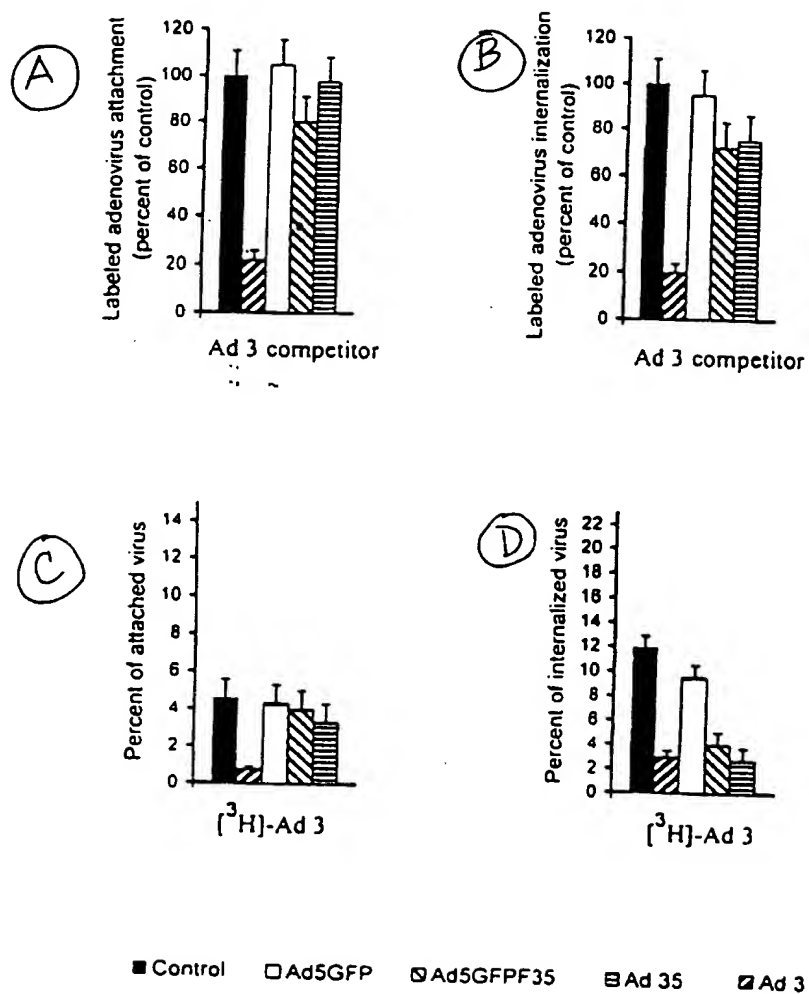 A
Labeled adenovirus attachment
(percent of control)
120
100
80
60
40
20
0
Ad 3 competitor
B
Labeled adenovirus internalization
(percent of control)
120
100
80
60
40
20
0
Ad 3 competitor
C
Percent of attached virus
14
12
10
8
6
4
2
0
[³H]-Ad 3
D
Percent of internalized virus
22
20
18
16
14
12
10
8
6
4
2
0
[³H]-Ad 3
Control Ad5GFP Ad5GFPF35 Ad 35 Ad 3